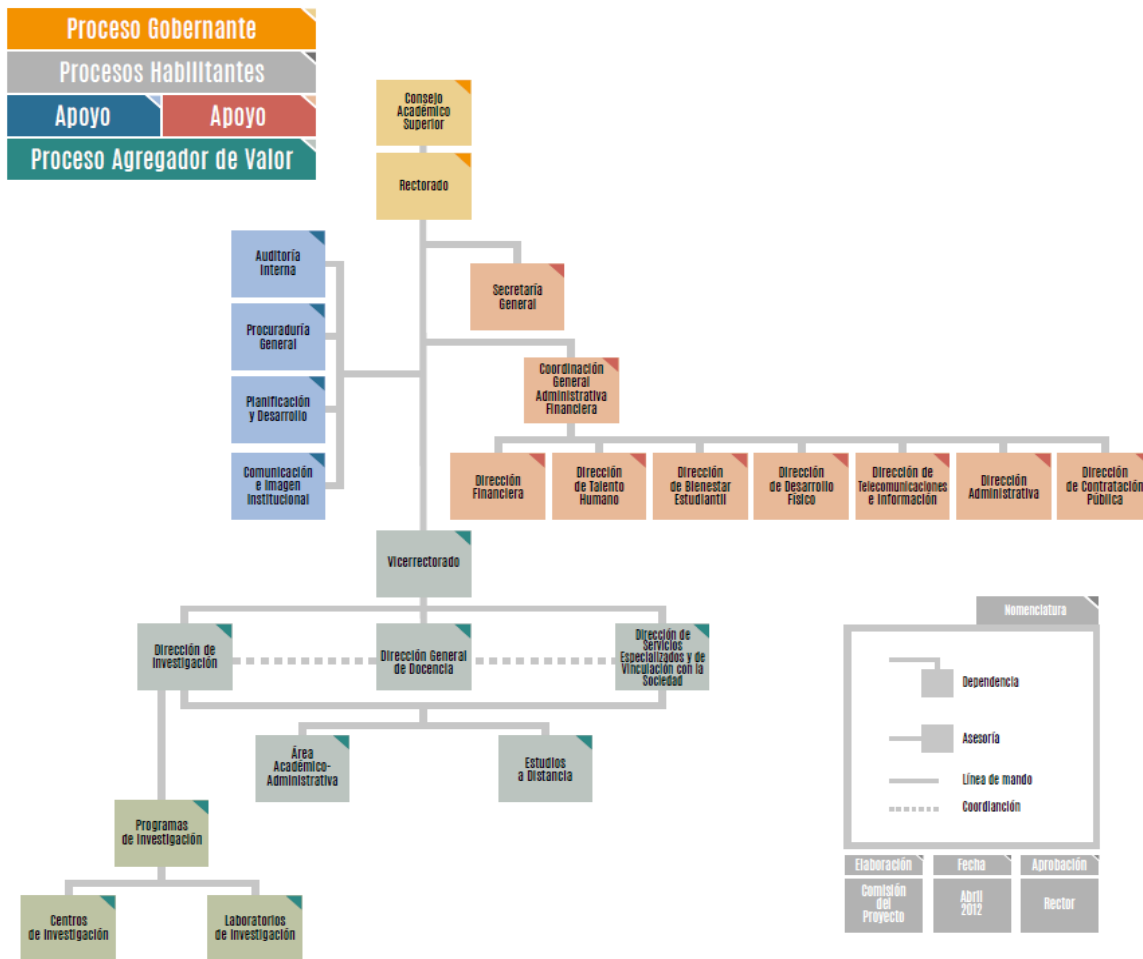 Proceso Gobernante
Procesos Habilitantes
Apoyo
Apoyo
Proceso Agregador de Valor
Consejo
Académico
Superior
Rectorado
Auditoría
Interna
Secretaría
General
Procuraduría
General
Coordinación
General
Administrativa
Financiera
Planificación
y Desarrollo
Comunicación
e Imagen
Institucional
Dirección
Financiera
Dirección
de Talento
Humano
Dirección
de Bienestar
Estudiantil
Dirección
de Desarrollo
Físico
Dirección de
Telecomunicaciones
e Información
Dirección
Administrativa
Dirección
de Contratación
Pública
Vicerrectorado
Dirección de
Investigación
Dirección General
de Docencia
Dirección de
Servicios
Especializados y de
Vinculación con la
Sociedad
Área
Académico-
Administrativa
Estudios
a Distancia
Programas
de Investigación
Centros
de Investigación
Laboratorios
de Investigación
Nomenclatura
Dependencia
Asesoría
Línea de mando
Coordianción
Elaboración
Fecha
Aprobación
Comisión
del
Proyecto
Abril
2012
Rector